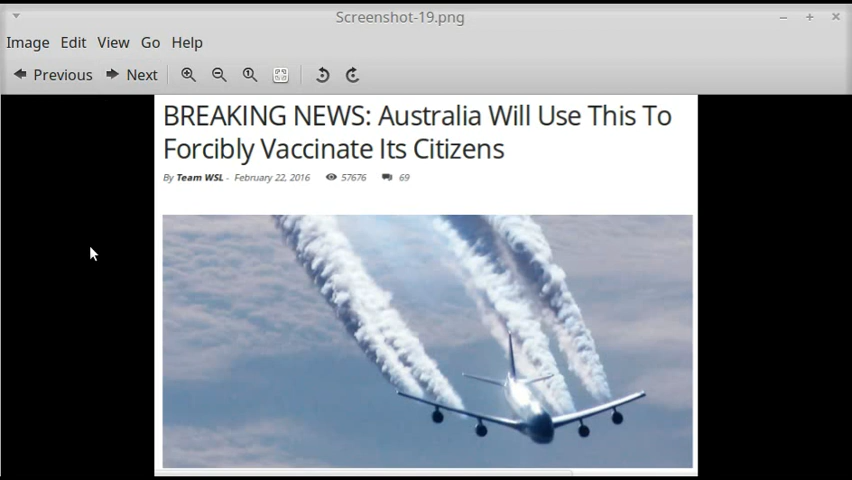 Screenshot-19.png
Image Edit View Go Help
Previous Next
BREAKING NEWS: Australia Will Use This To
Forcibly Vaccinate Its Citizens
By Team WSL - February 22, 2016 57676 69